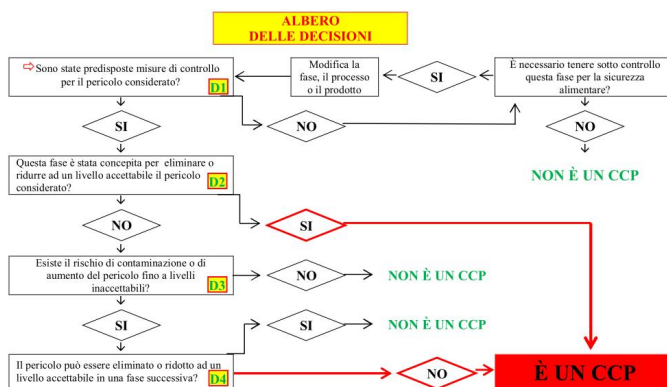 ALBERO
DELLE DECISIONI
⇨Sono state predisposte misure di controllo
per il pericolo considerato?
D1
Modifica la
fase, il processo
o il prodotto
SI
È necessario tenere sotto controllo
questa fase per la sicurezza
alimentare?
SI
NO
NO
NON È UN CCP
Questa fase è stata concepita per eliminare o
ridurre ad un livello accettabile il pericolo
considerato?
D2
NO
SI
Esiste il rischio di contaminazione o di
aumento del pericolo fino a livelli
inaccettabili?
D3
NO
NON È UN CCP
SI
SI
NON È UN CCP
Il pericolo può essere eliminato o ridotto ad un
livello accettabile in una fase successiva?
D4
NO
È UN CCP